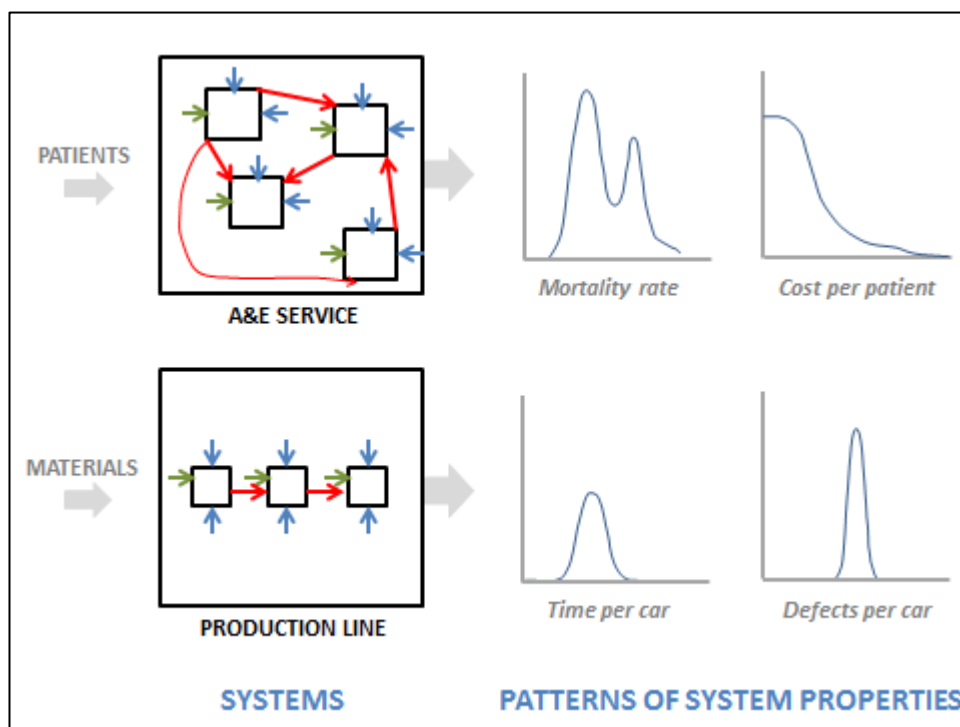 PATIENTS
A&E SERVICE
Mortality rate
Cost per patient
MATERIALS
PRODUCTION LINE
Time per car
Defects per car
SYSTEMS
PATTERNS OF SYSTEM PROPERTIES